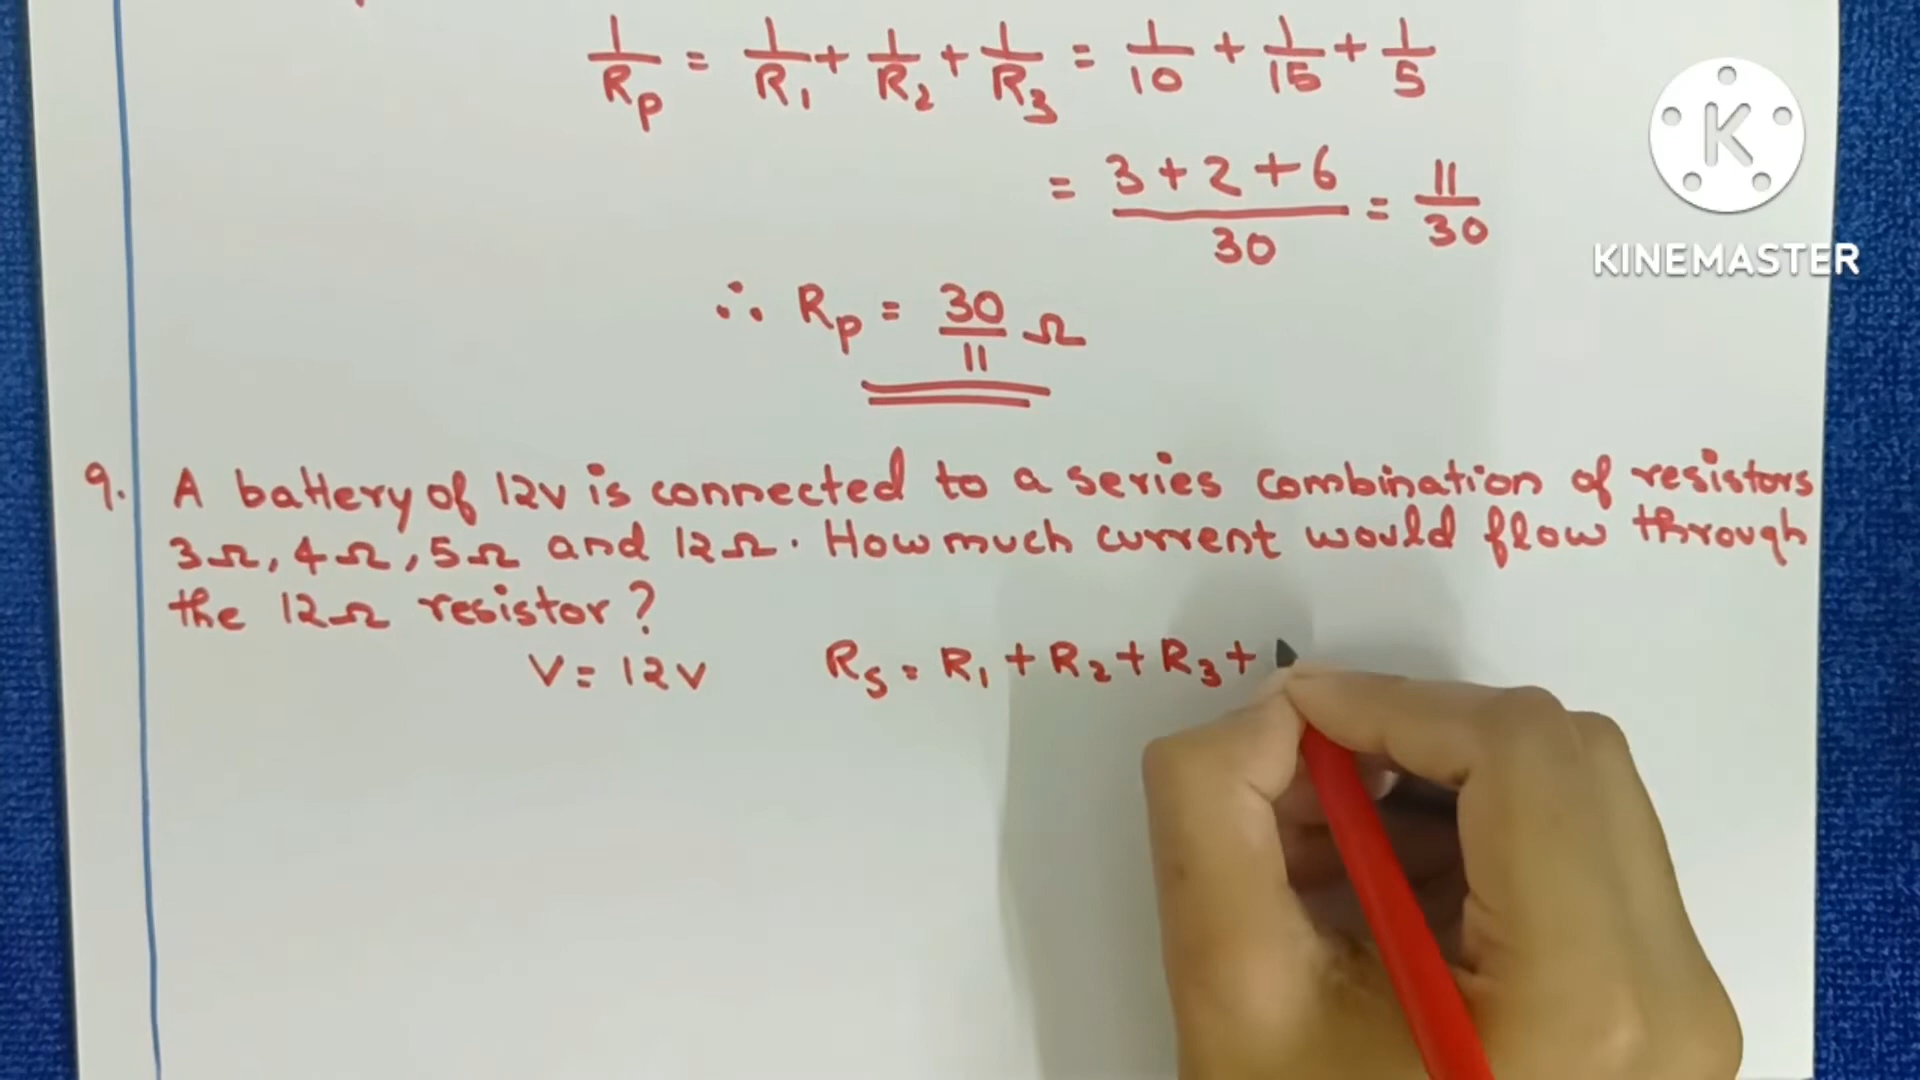 1/Rp = 1/R₁ + 1/R₂ + 1/R₃ = 1/10 + 1/15 + 1/5
= 3+2+6/30 = 11/30
∴ Rp = 30/11 Ω
KINEMASTER
9. A battery of 12V is connected to a series combination of resistors
3Ω, 4Ω, 5Ω and 12Ω. How much current would flow through
the 12Ω resistor?
V = 12V Rs = R₁ + R₂ + R₃ +